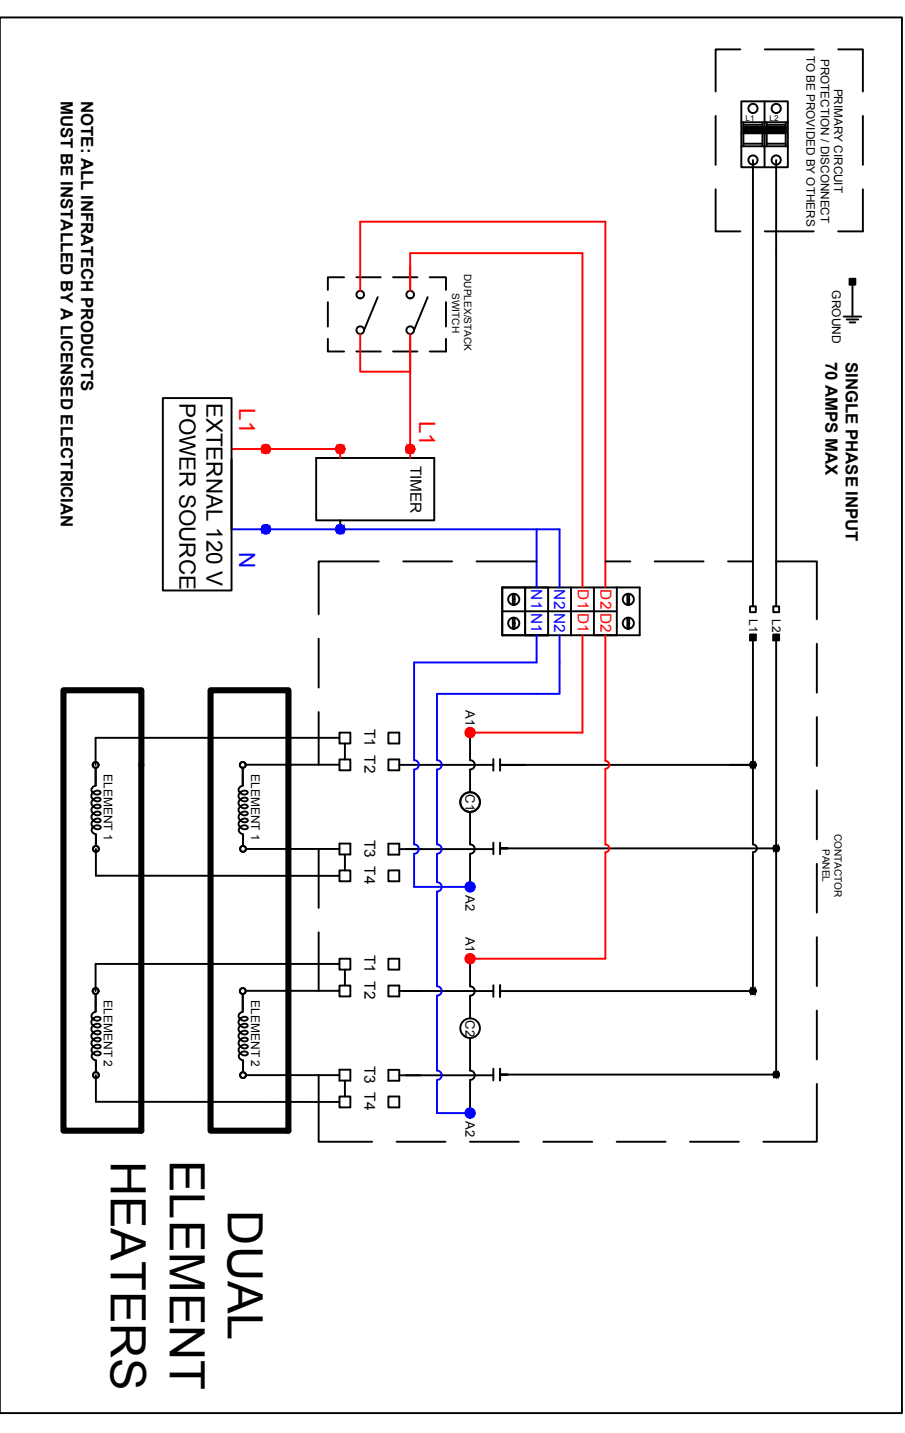 PRIMARY CIRCUIT
PROTECTION / DISCONNECT
TO BE PROVIDED BY OTHERS
L2
L1
GROUND
SINGLE PHASE INPUT
70 AMPS MAX
L2
L1
CONTACTOR
PANEL
DUPLEX/STACK
SWITCH
L1
TIMER
L1
EXTERNAL 120 V
POWER SOURCE
N
D2 D2
D1 D1
N2 N2
N1 N1
A1
C1
A2
A1
C2
A2
T1
T2
T3
T4
T1
T2
T3
T4
ELEMENT 1
ELEMENT 2
ELEMENT 1
ELEMENT 2
NOTE: ALL INFRATECH PRODUCTS
MUST BE INSTALLED BY A LICENSED ELECTRICIAN
DUAL
ELEMENT
HEATERS